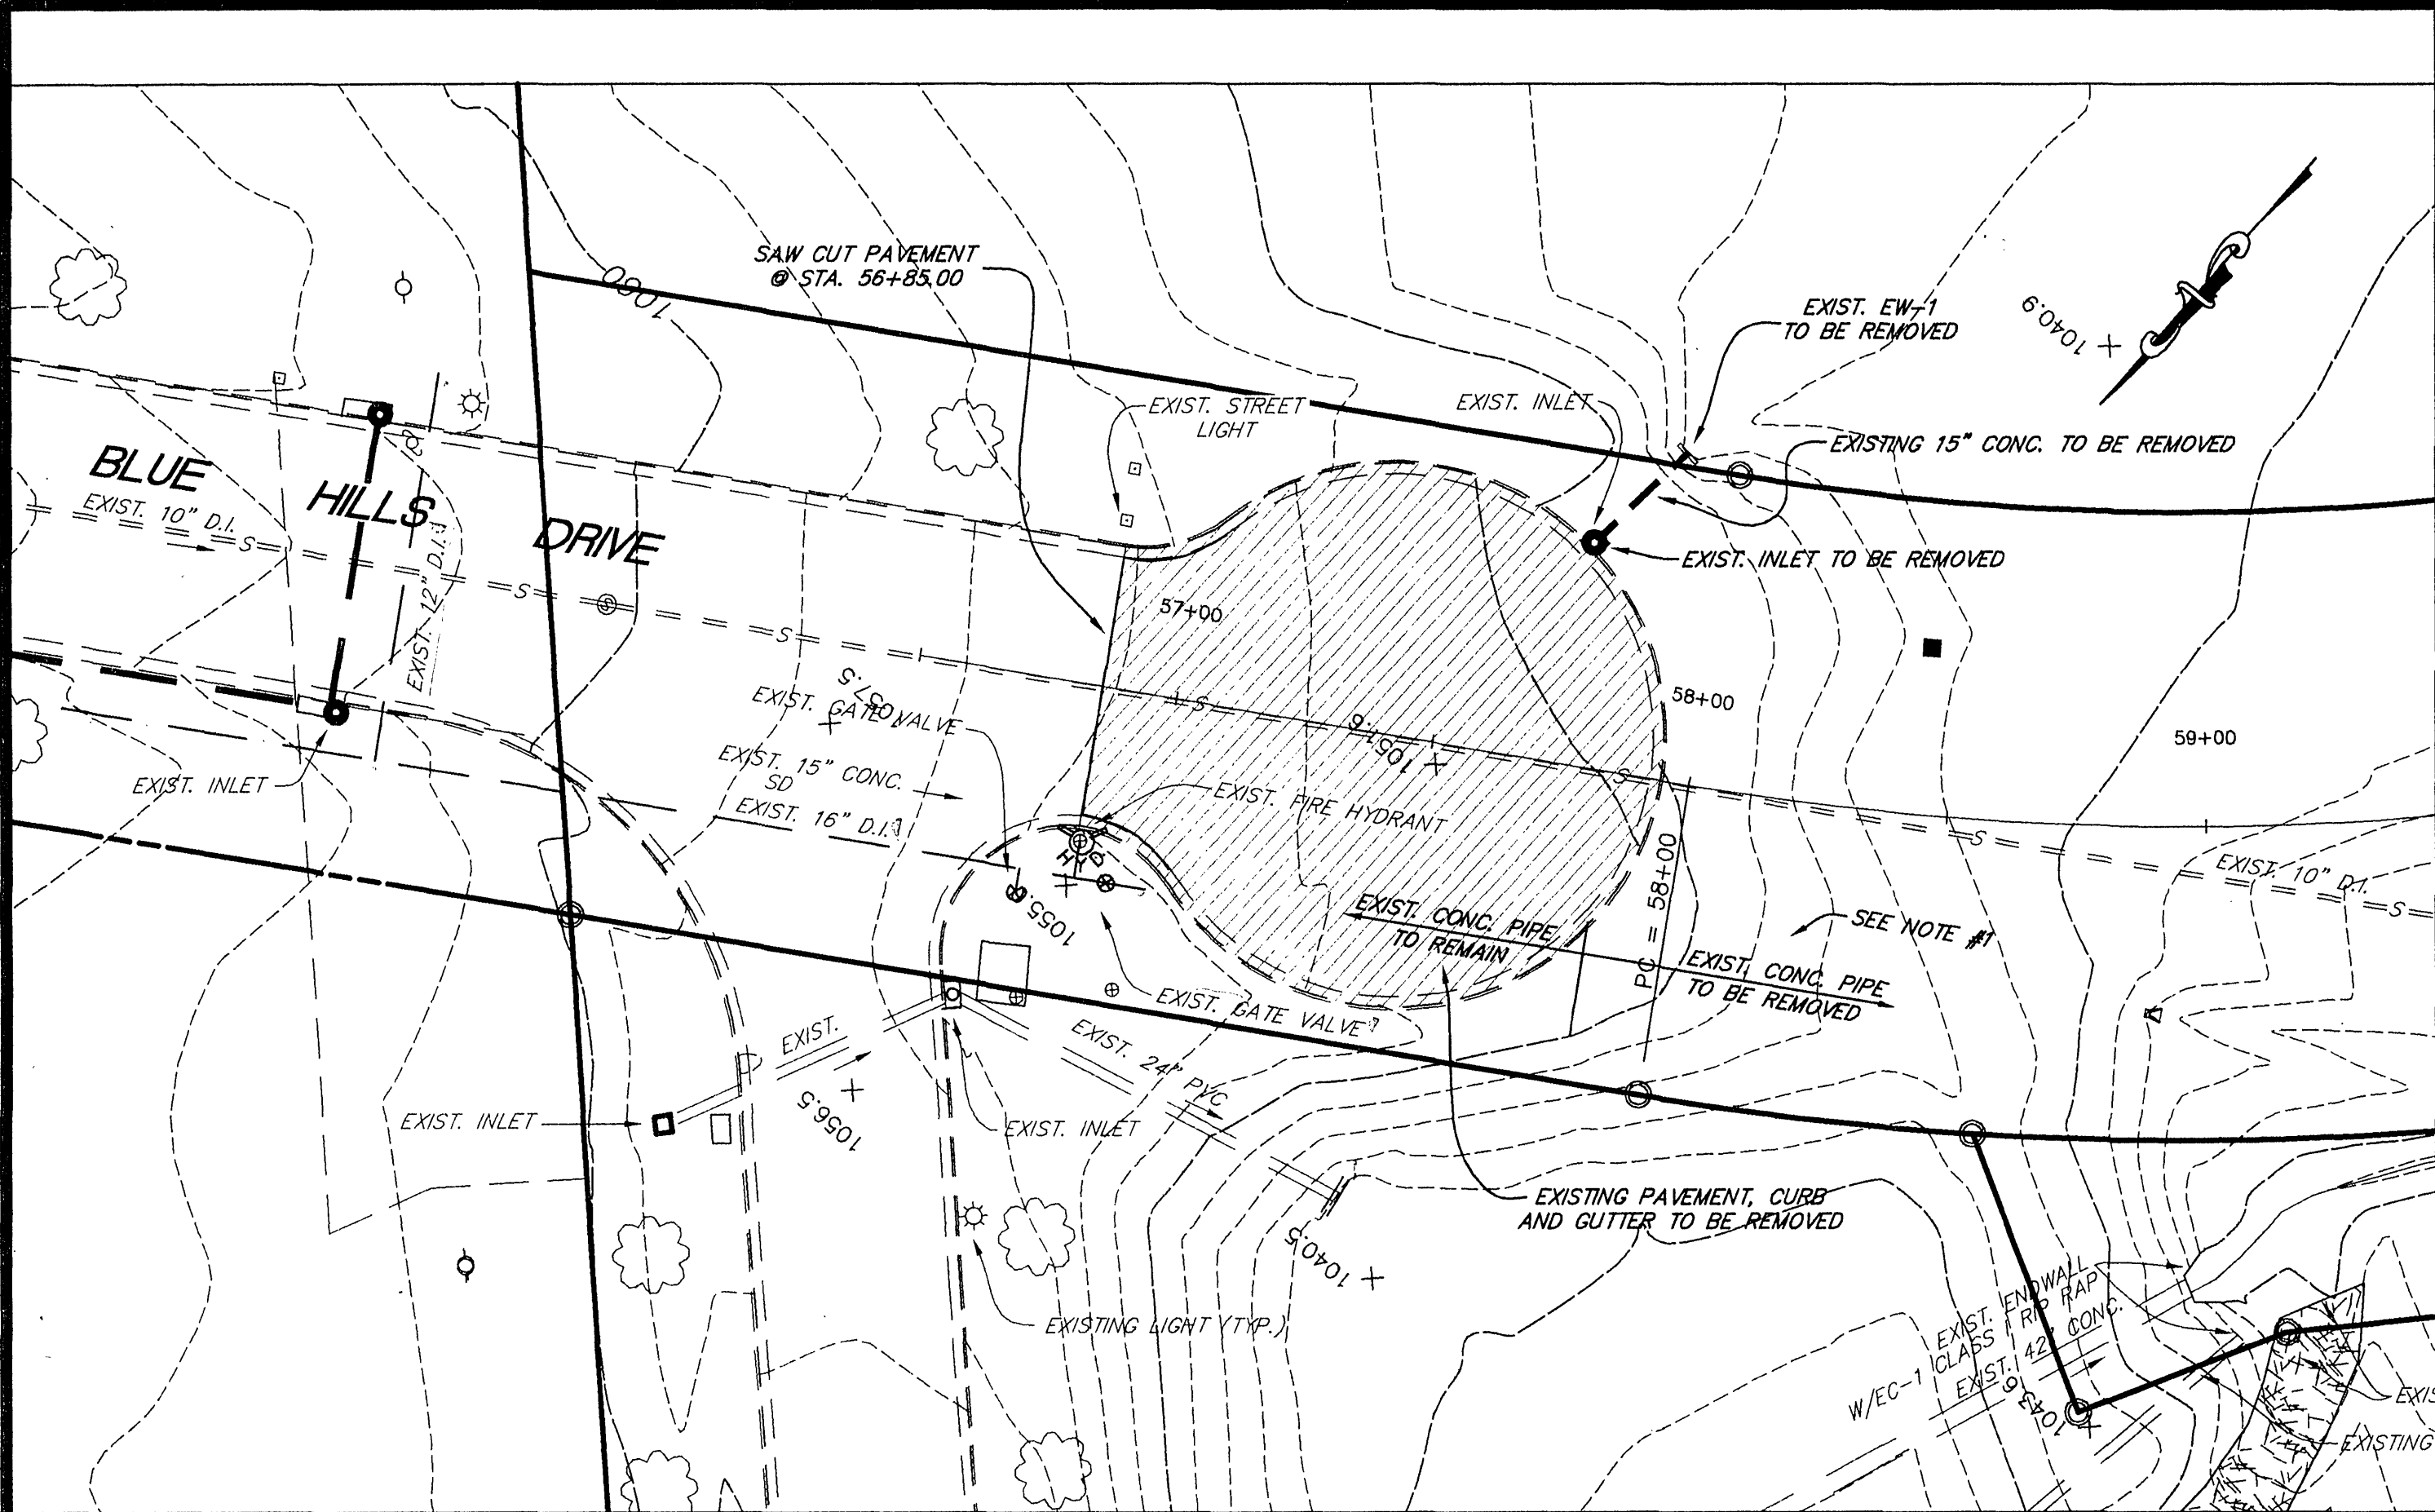 SAW CUT PAVEMENT
@ STA. 56+85.00
1060
EXIST. EW-1
TO BE REMOVED
1040.9
N
EXIST. STREET
LIGHT
EXIST. INLET
EXISTING 15" CONC. TO BE REMOVED
BLUE
HILLS
DRIVE
EXIST. 10" D.I.
S
EXIST. 12" D.I.
S
S
S
EXIST. INLET TO BE REMOVED
57+00
S
1057.5
EXIST. GATE VALVE
58+00
59+00
1057.6
S
EXIST. 15" CONC.
SD
EXIST. 16" D.I.
EXIST. INLET
EXIST. FIRE HYDRANT
HYD
S
EXIST. 10" D.I.
S
PC = 58+00
EXIST. CONC. PIPE
TO REMAIN
SEE NOTE #1
EXIST. CONC. PIPE
TO BE REMOVED
EXIST. GATE VALVE
EXIST.
EXIST. 24" PVC
1056.5
EXIST. INLET
EXIST. INLET
EXISTING PAVEMENT, CURB
AND GUTTER TO BE REMOVED
1040.5
EXISTING LIGHT (TYP.)
EXIST. ENDWALL
W/EC-1 CLASS I RIP RAP
EXIST. 42" CONC.
1043.6
EXISTING